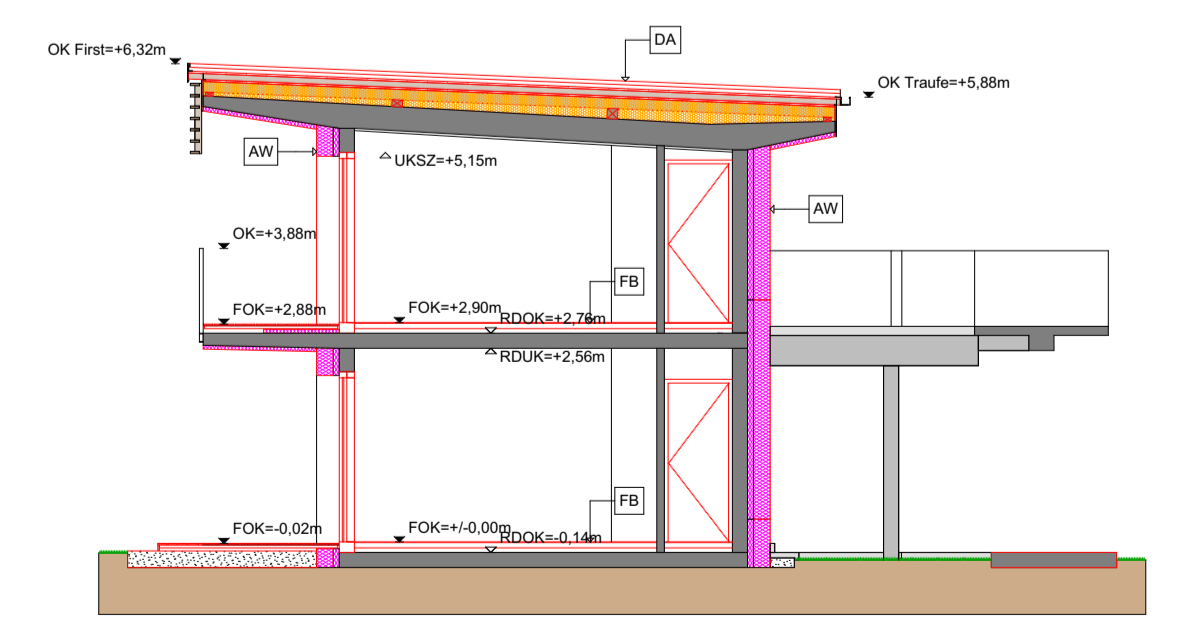 OK First=+6,32m
DA
OK Traufe=+5,88m
AW
UKSZ=+5,15m
AW
OK=+3,88m
FB
FOK=+2,88m
FOK=+2,90m
RDOK=+2,76m
RDUK=+2,56m
FB
FOK=-0,02m
FOK=+/-0,00m
RDOK=-0,14m